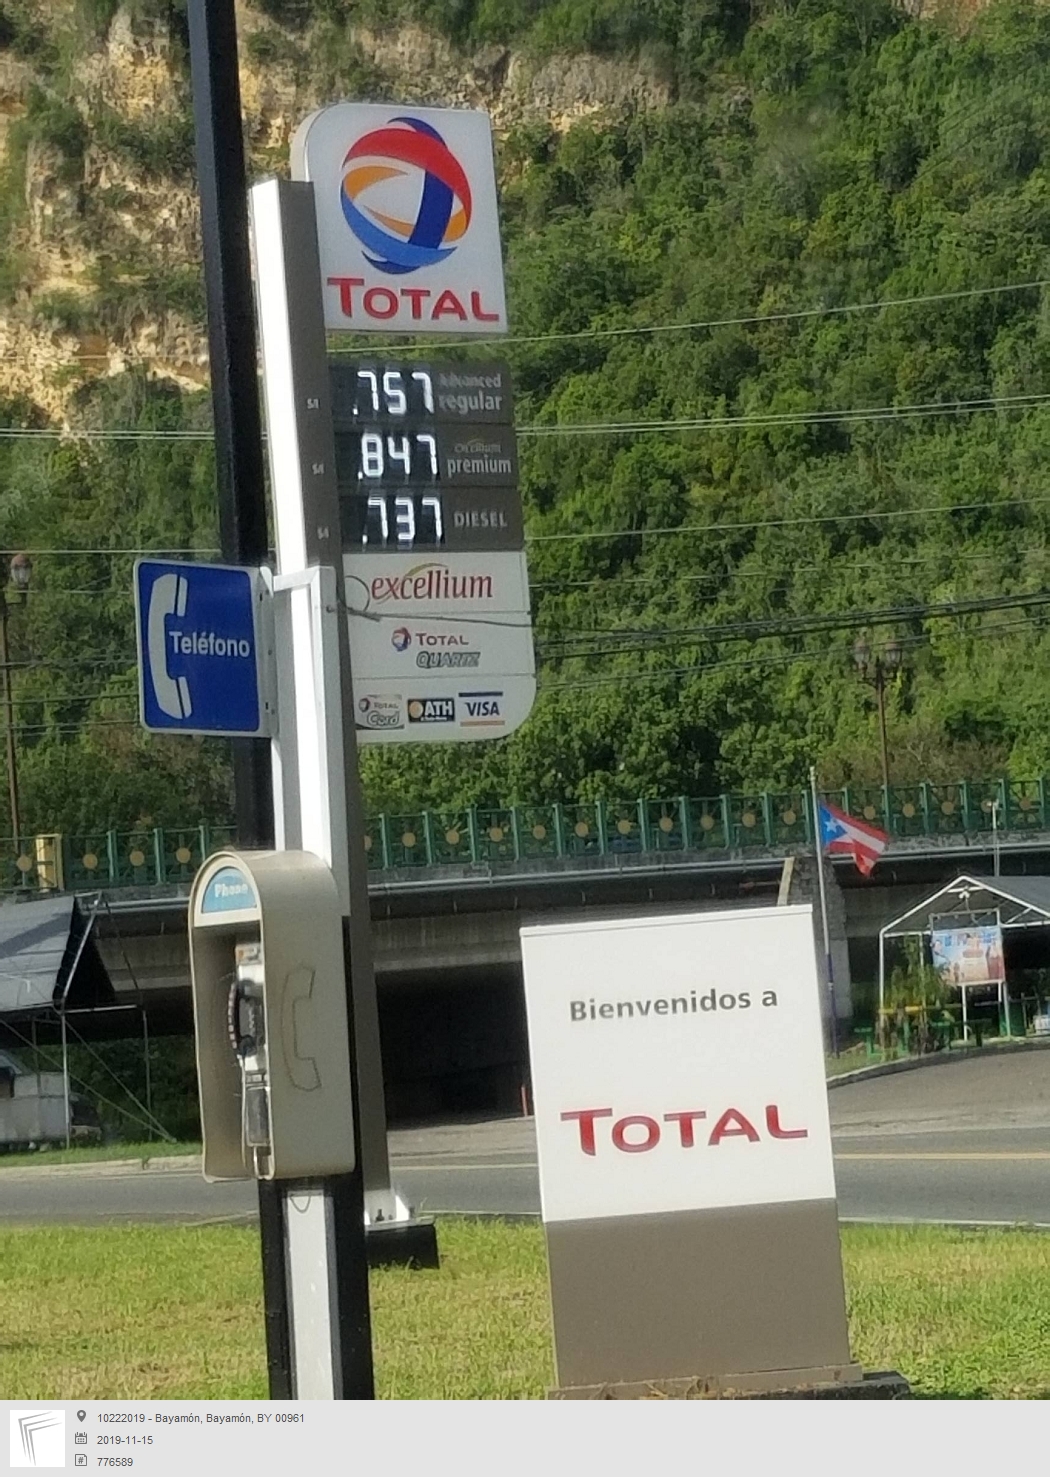 TOTAL
.757 Advanced regular
.847 excellium premium
.737 DIESEL
excellium
TOTAL
QUARTZ
TOTAL Card ATH VISA
Teléfono
Phone
Bienvenidos a
TOTAL
10222019 - Bayamón, Bayamón, BY 00961
2019-11-15
776589